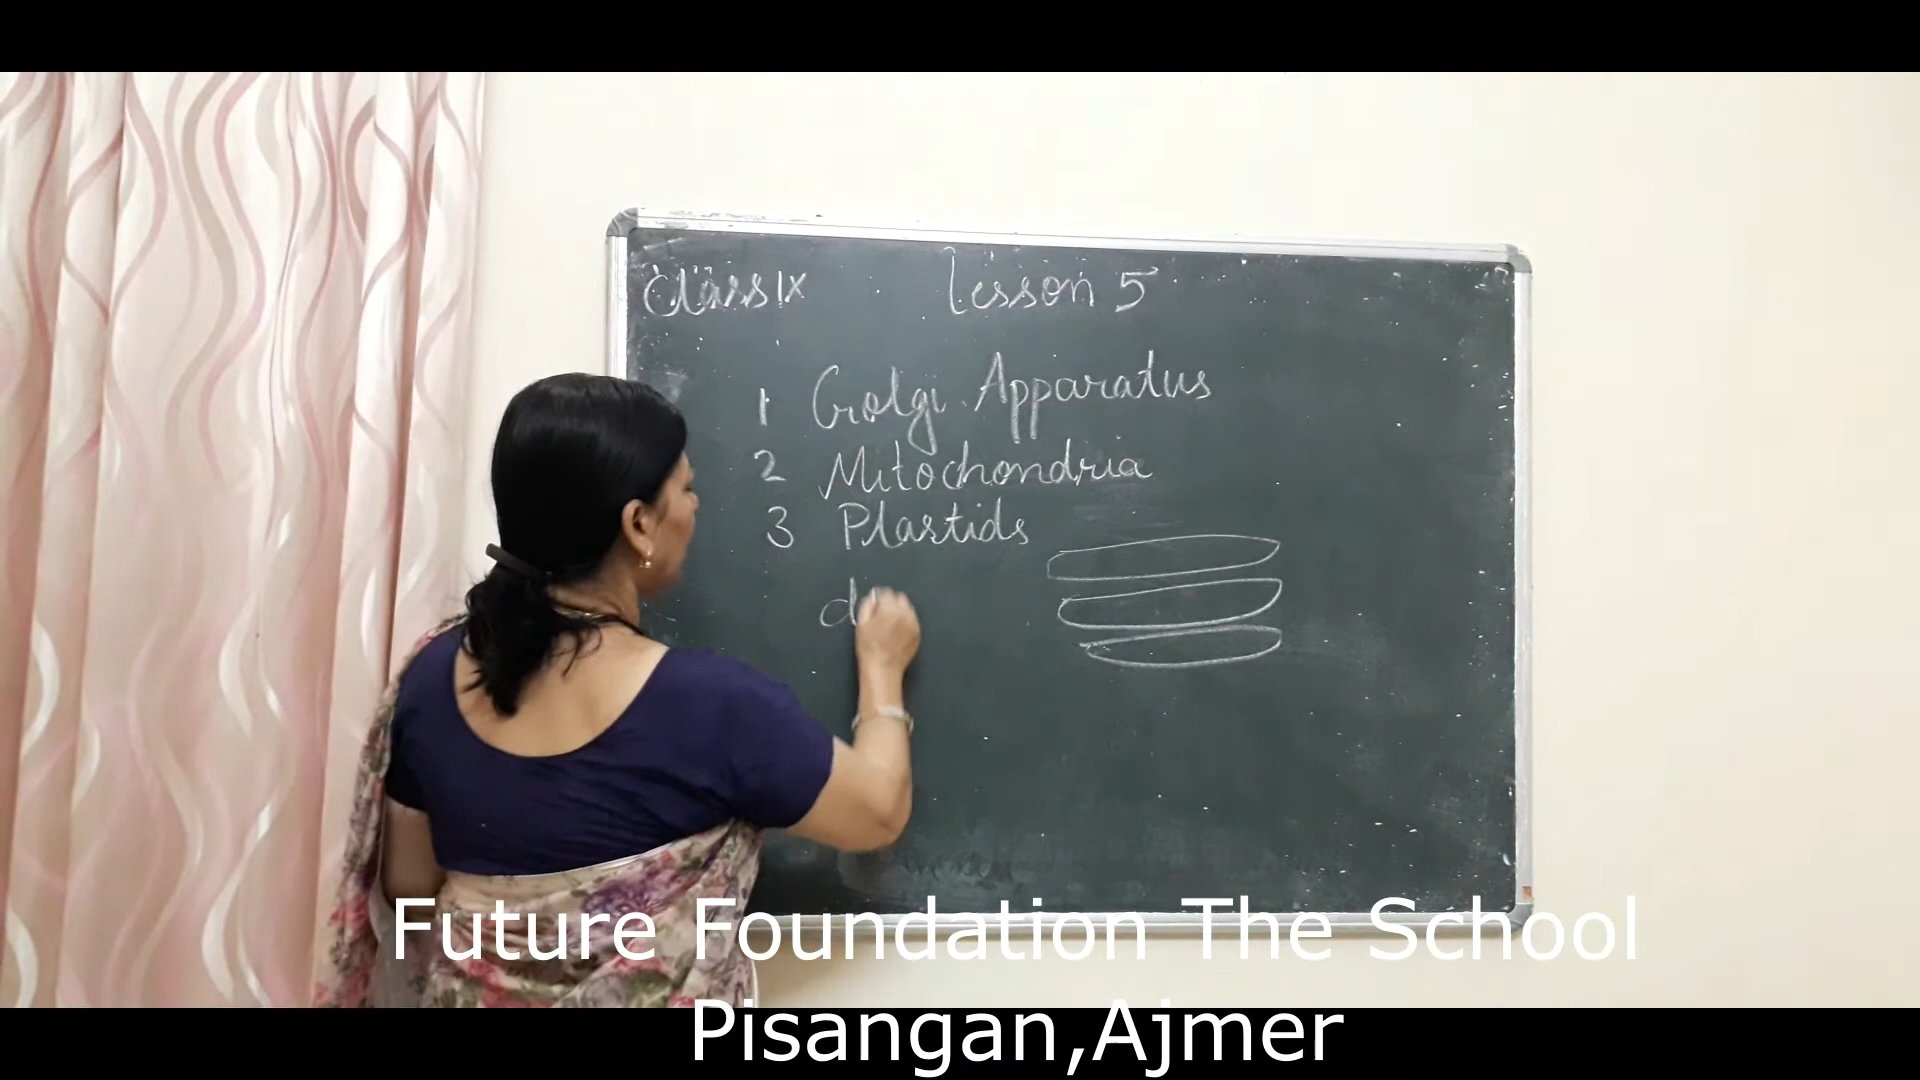 Class IX Lesson 5
1 Golgi Apparatus
2 Mitochondria
3 Plastids
Future Foundation The School
Pisangan,Ajmer